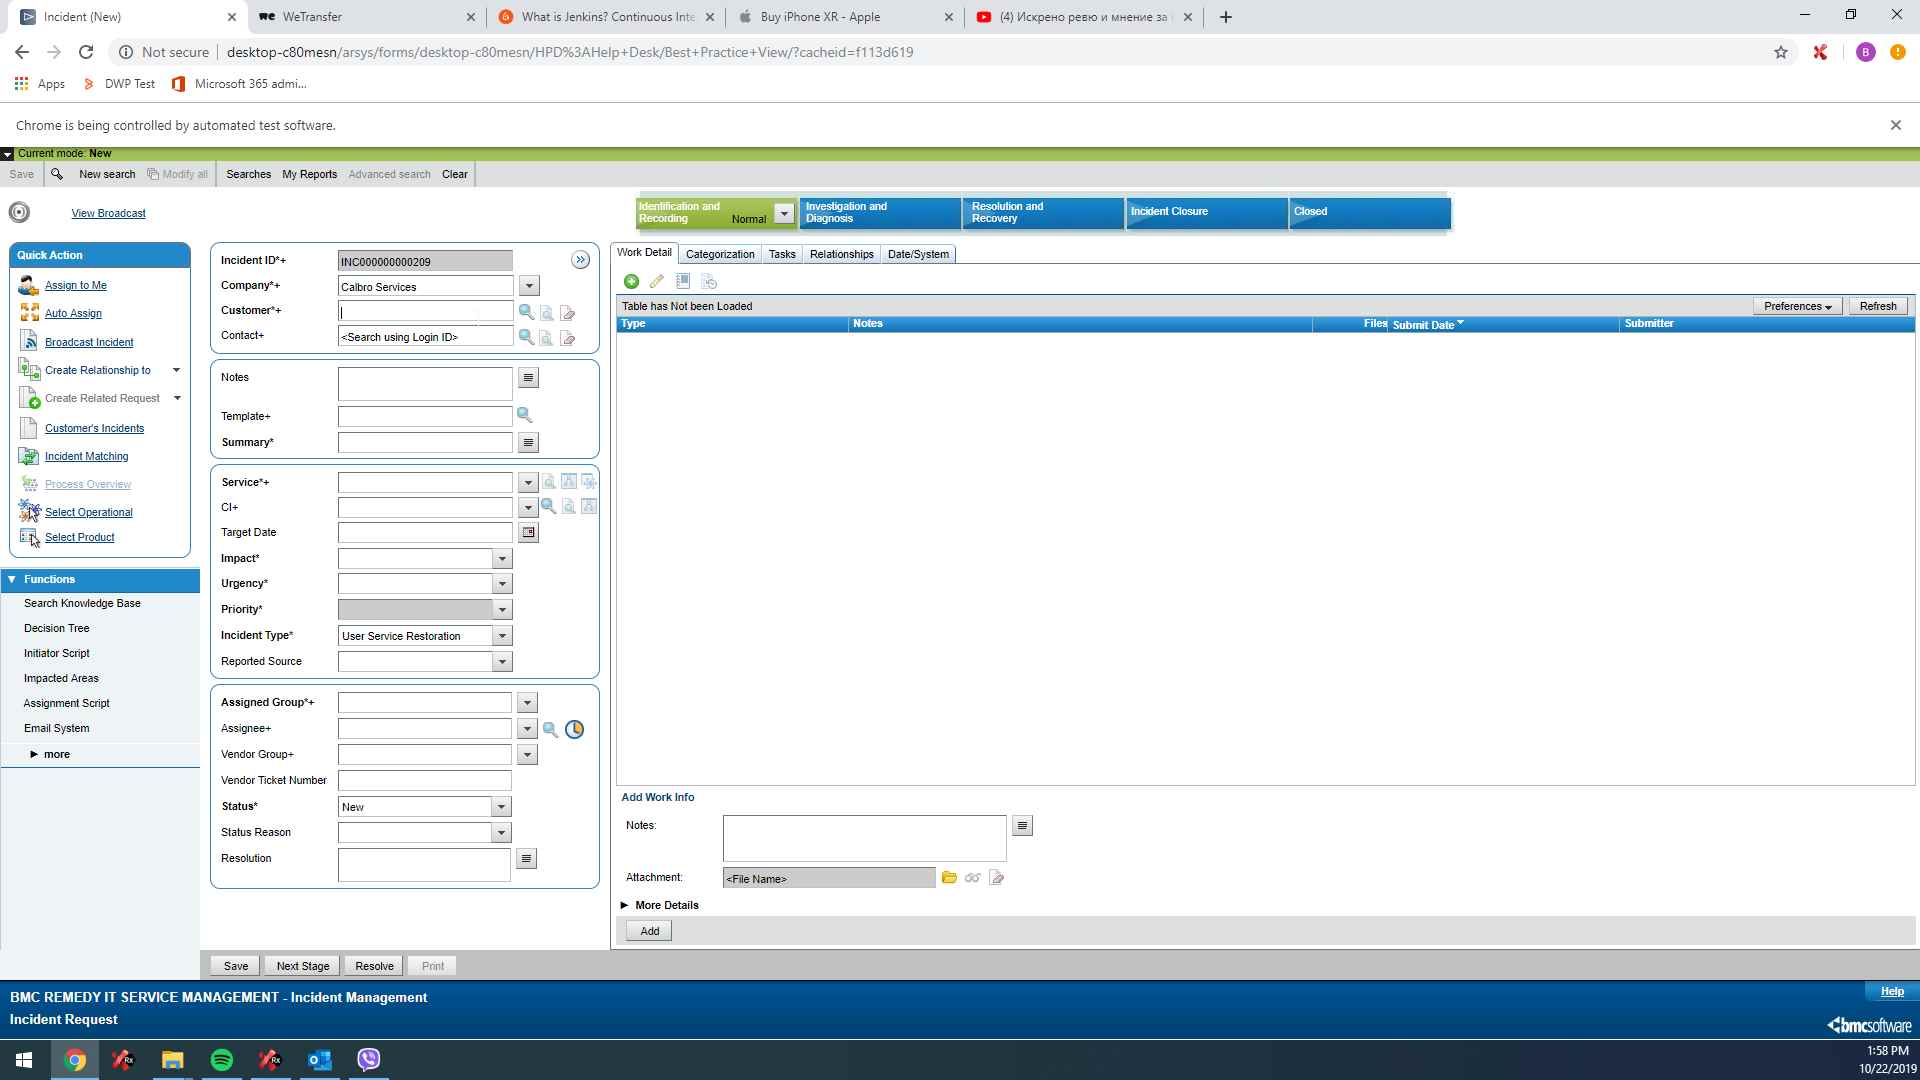 Incident (New)
WeTransfer
What is Jenkins? Continuous Inte
Buy iPhone XR - Apple
(4) Искрено ревю и мнение за
Not secure
desktop-c80mesn/arsys/forms/desktop-c80mesn/HPD%3AHelp+Desk/Best+Practice+View/?cacheid=f113d619
B
Apps
DWP Test
Microsoft 365 admi...
Chrome is being controlled by automated test software.
Current mode: New
Save
New search
Modify all
Searches
My Reports
Advanced search
Clear
View Broadcast
Identification and
Recording
Normal
Investigation and
Diagnosis
Resolution and
Recovery
Incident Closure
Closed
Quick Action
Assign to Me
Auto Assign
Broadcast Incident
Create Relationship to
Create Related Request
Customer's Incidents
Incident Matching
Process Overview
Select Operational
Select Product
Functions
Search Knowledge Base
Decision Tree
Initiator Script
Impacted Areas
Assignment Script
Email System
more
Incident ID*+
INC000000000209
Company*+
Calbro Services
Customer*+
Contact+
<Search using Login ID>
Notes
Template+
Summary*
Service*+
CI+
Target Date
Impact*
Urgency*
Priority*
Incident Type*
User Service Restoration
Reported Source
Assigned Group*+
Assignee+
Vendor Group+
Vendor Ticket Number
Status*
New
Status Reason
Resolution
Work Detail
Categorization
Tasks
Relationships
Date/System
Table has Not been Loaded
Preferences
Refresh
Type
Notes
Files
Submit Date
Submitter
Add Work Info
Notes:
Attachment:
<File Name>
More Details
Add
Save
Next Stage
Resolve
Print
BMC REMEDY IT SERVICE MANAGEMENT - Incident Management
Incident Request
Help
bmcsoftware
1:58 PM
10/22/2019